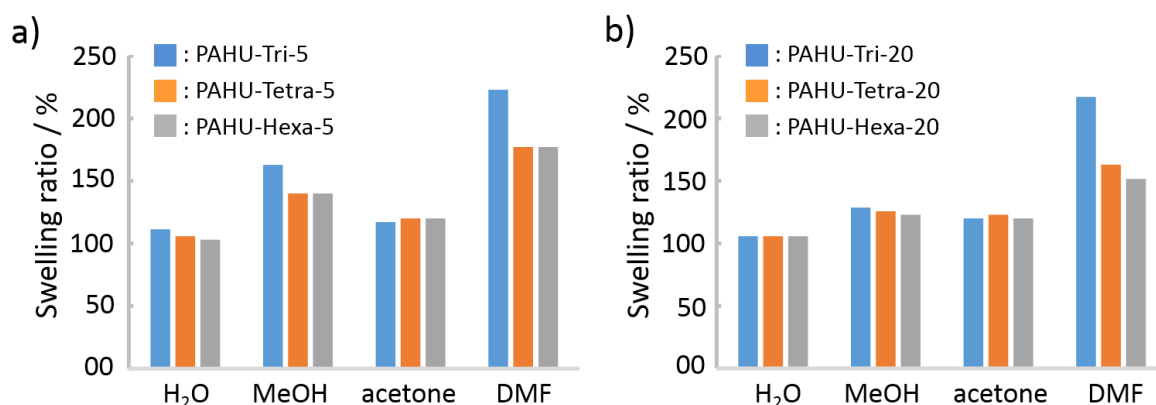 a)
Swelling ratio / %
250
200
150
100
50
00
: PAHU-Tri-5
: PAHU-Tetra-5
: PAHU-Hexa-5
H₂O MeOH acetone DMF
b)
Swelling ratio / %
250
200
150
100
50
00
: PAHU-Tri-20
: PAHU-Tetra-20
: PAHU-Hexa-20
H₂O MeOH acetone DMF